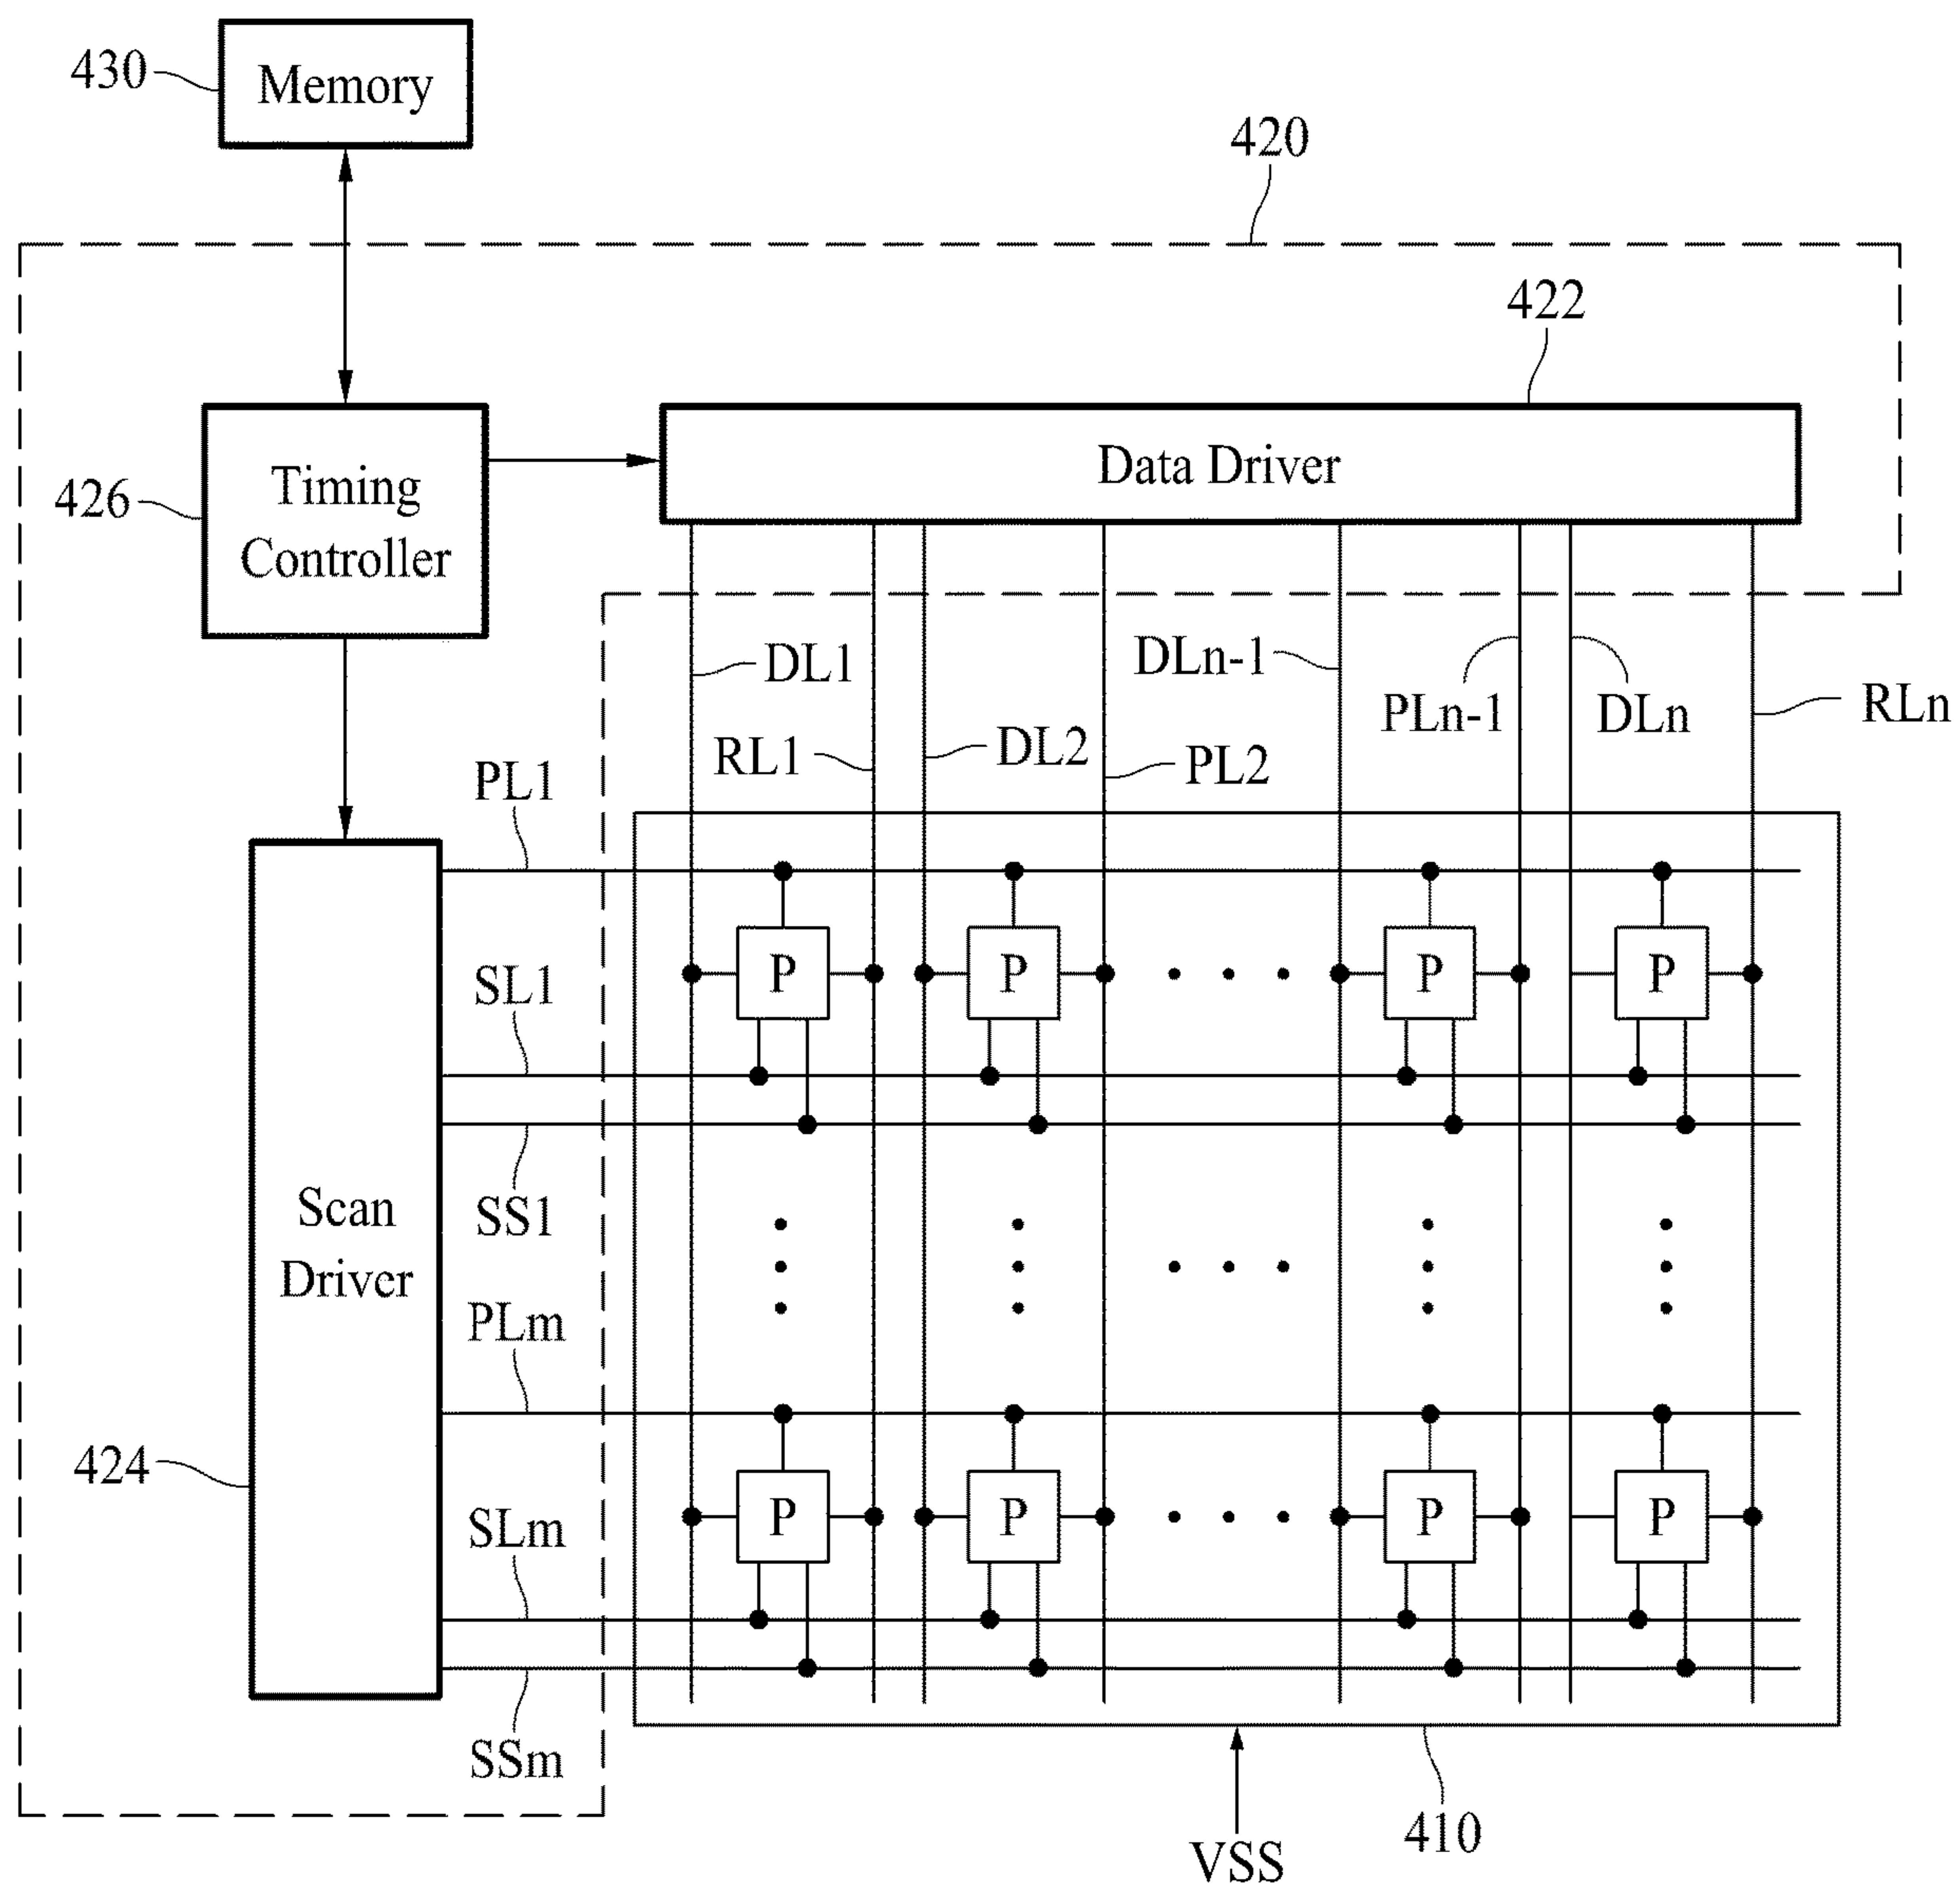 430
Memory
420
422
Data Driver
426
Timing
Controller
DL1
DLn-1
PLn-1
DLn
RLn
RL1
DL2
PL2
PL1
P P P P
SL1
SS1
Scan
Driver
PLm
424
P P P P
SLm
SSm
410
VSS